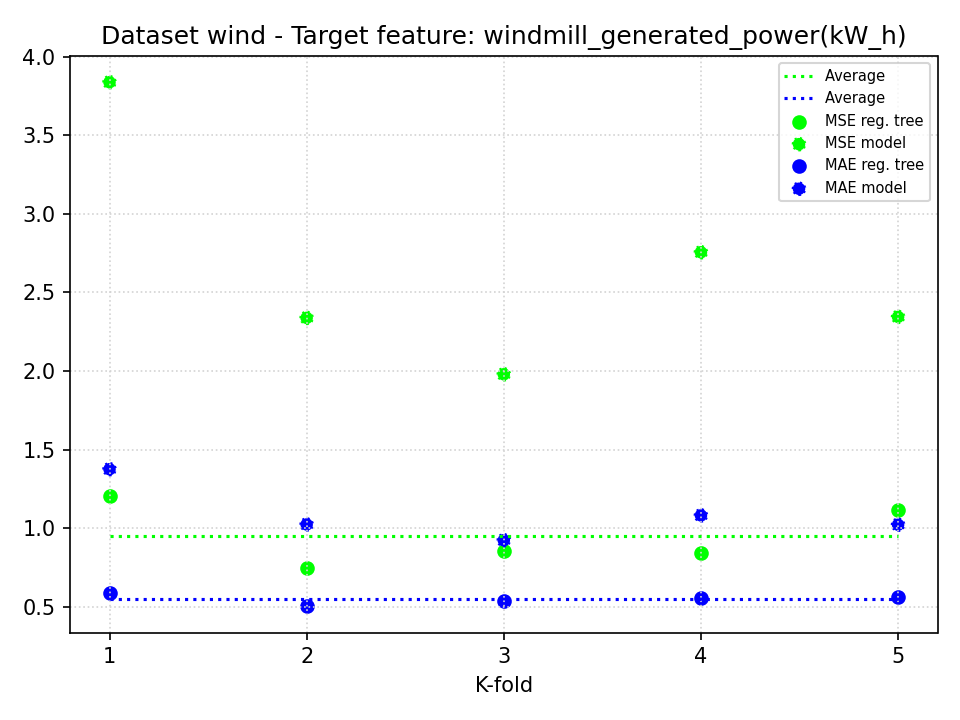 Dataset wind - Target feature: windmill_generated_power(kW_h)
4.0
3.5
3.0
2.5
2.0
1.5
1.0
0.5
Average
Average
MSE reg. tree
MSE model
MAE reg. tree
MAE model
1 2 3 4 5
K-fold